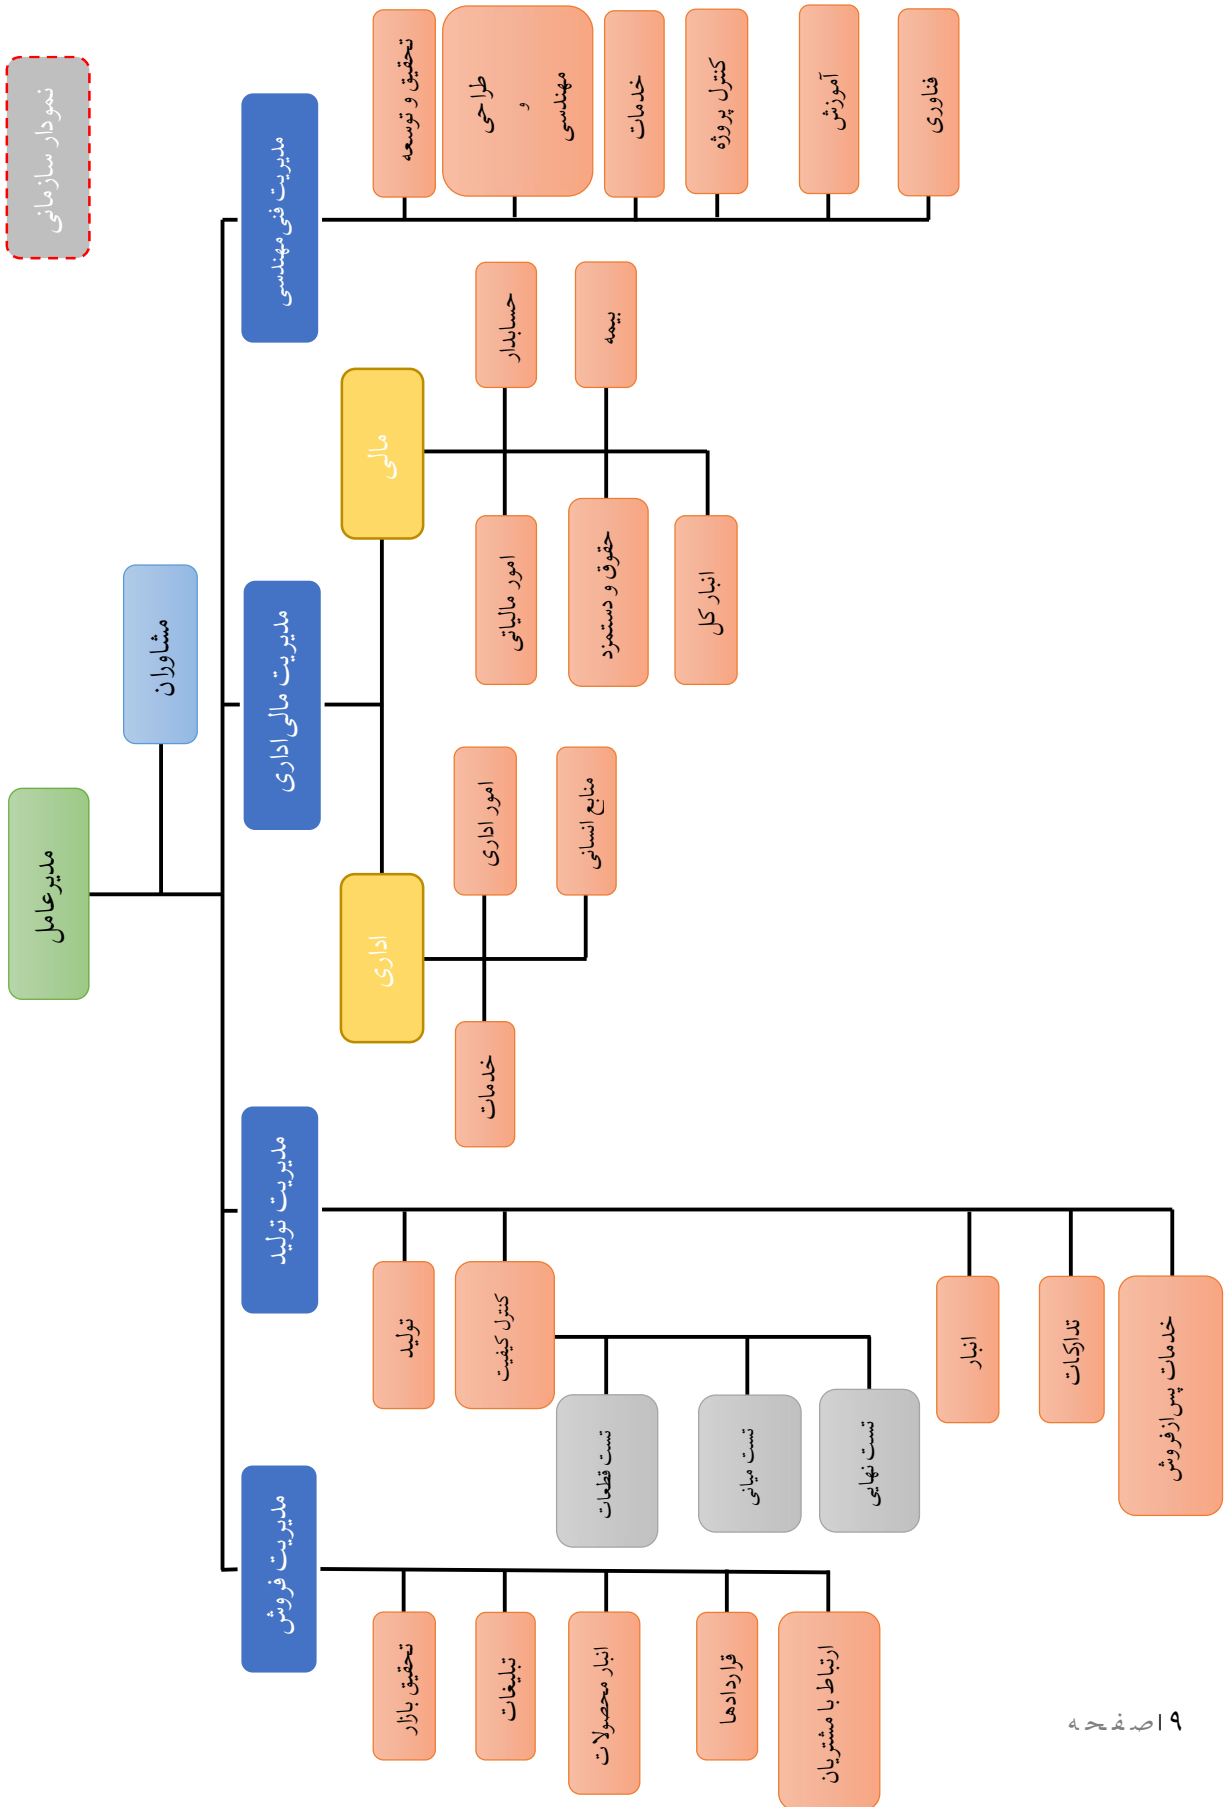 نمودار سازمانی
مدیرعامل
مشاوران
مدیریت فنی مهندسی
مدیریت مالی اداری
مدیریت تولید
مدیریت فروش
تحقیق و توسعه
طراحی
و
مهندسی
خدمات
کنترل پروژه
آموزش
فناوری
مالی
حسابدار
بیمه
امور مالیاتی
حقوق و دستمزد
انبار کل
اداری
امور اداری
منابع انسانی
خدمات
تولید
کنترل کیفیت
تست قطعات
تست میانی
تست نهایی
انبار
تدارکات
خدمات پس‌ازفروش
تحقیق بازار
تبلیغات
انبار محصولات
قراردادها
ارتباط با مشتریان
۹|صفحه